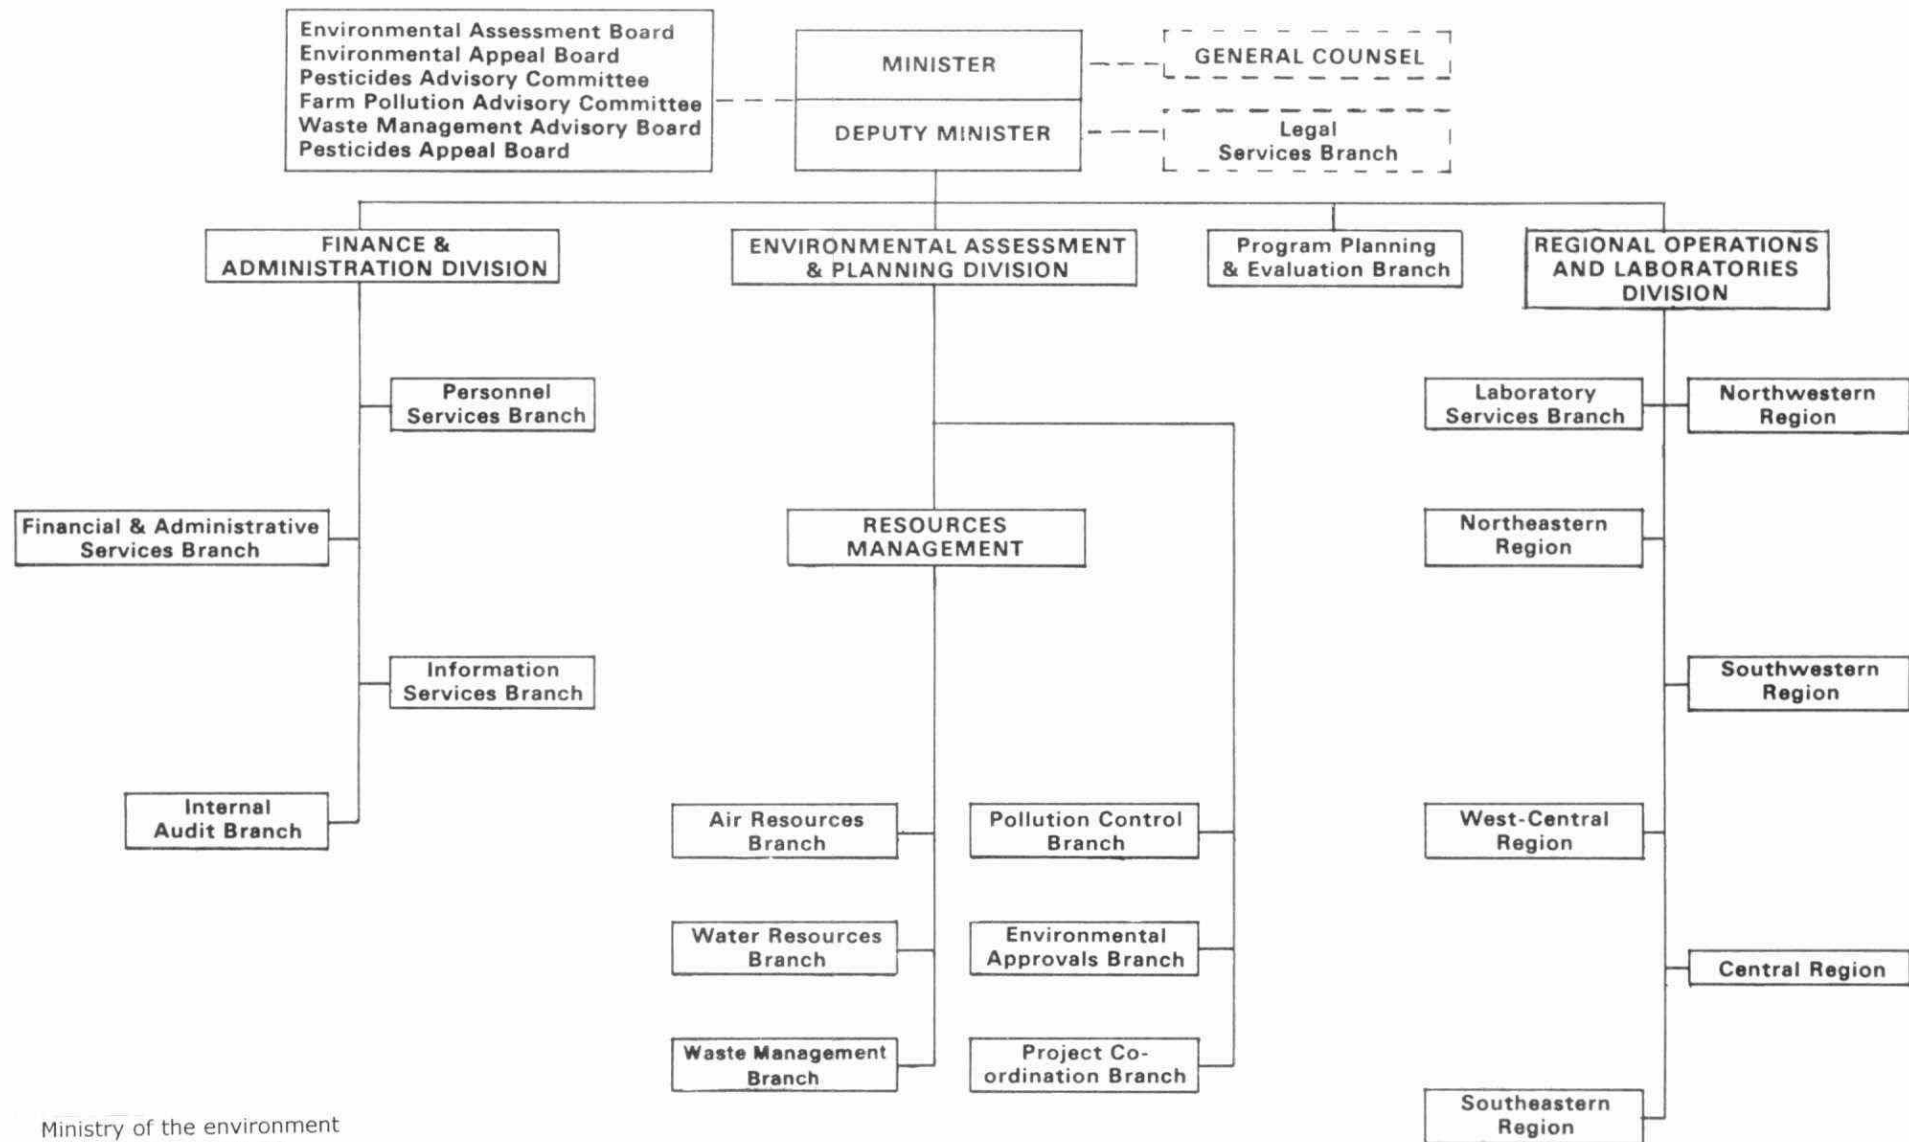 Environmental Assessment Board
Environmental Appeal Board
Pesticides Advisory Committee
Farm Pollution Advisory Committee
Waste Management Advisory Board
Pesticides Appeal Board
MINISTER
DEPUTY MINISTER
GENERAL COUNSEL
Legal
Services Branch
FINANCE &
ADMINISTRATION DIVISION
ENVIRONMENTAL ASSESSMENT
& PLANNING DIVISION
Program Planning
& Evaluation Branch
REGIONAL OPERATIONS
AND LABORATORIES
DIVISION
Personnel
Services Branch
Financial & Administrative
Services Branch
Information
Services Branch
Internal
Audit Branch
RESOURCES
MANAGEMENT
Air Resources
Branch
Water Resources
Branch
Waste Management
Branch
Pollution Control
Branch
Environmental
Approvals Branch
Project Co-
ordination Branch
Laboratory
Services Branch
Northwestern
Region
Northeastern
Region
Southwestern
Region
West-Central
Region
Central Region
Southeastern
Region
Ministry of the environment